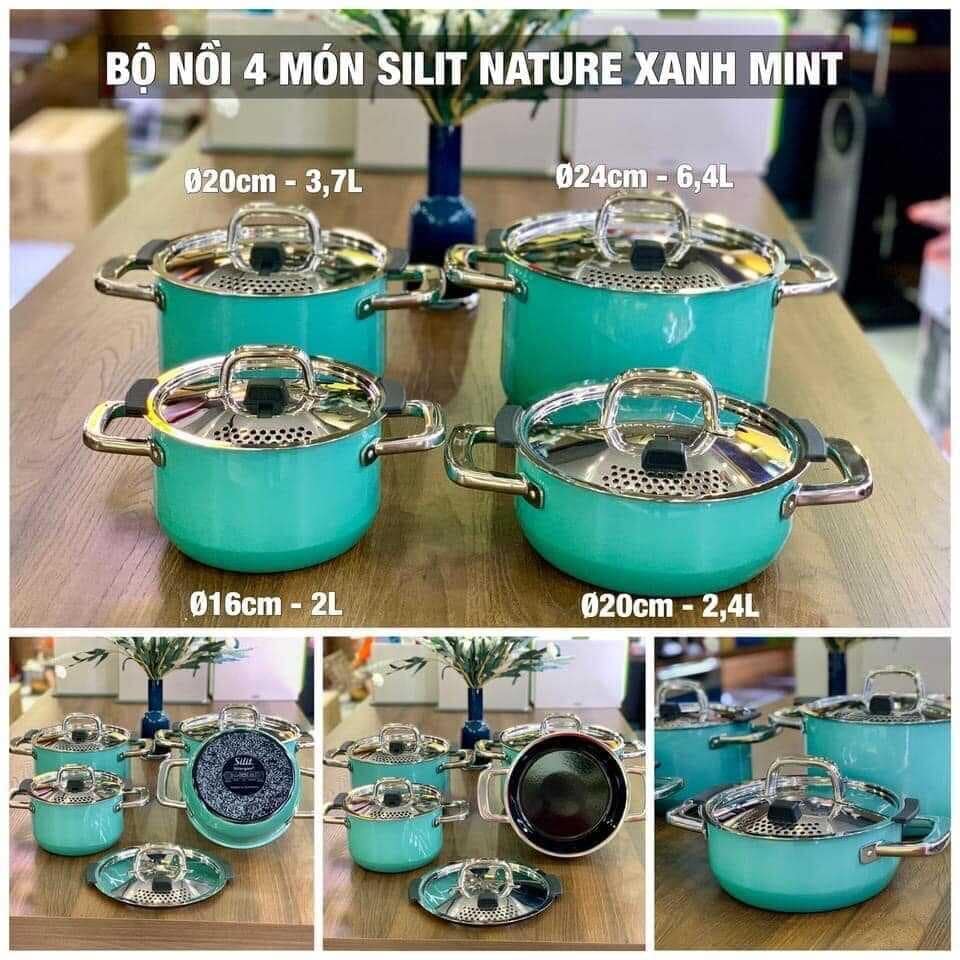 BỘ NỒI 4 MÓN SILIT NATURE XANH MINT
Ø20cm - 3,7L
Ø24cm - 6,4L
Ø16cm - 2L
Ø20cm - 2,4L
Silit